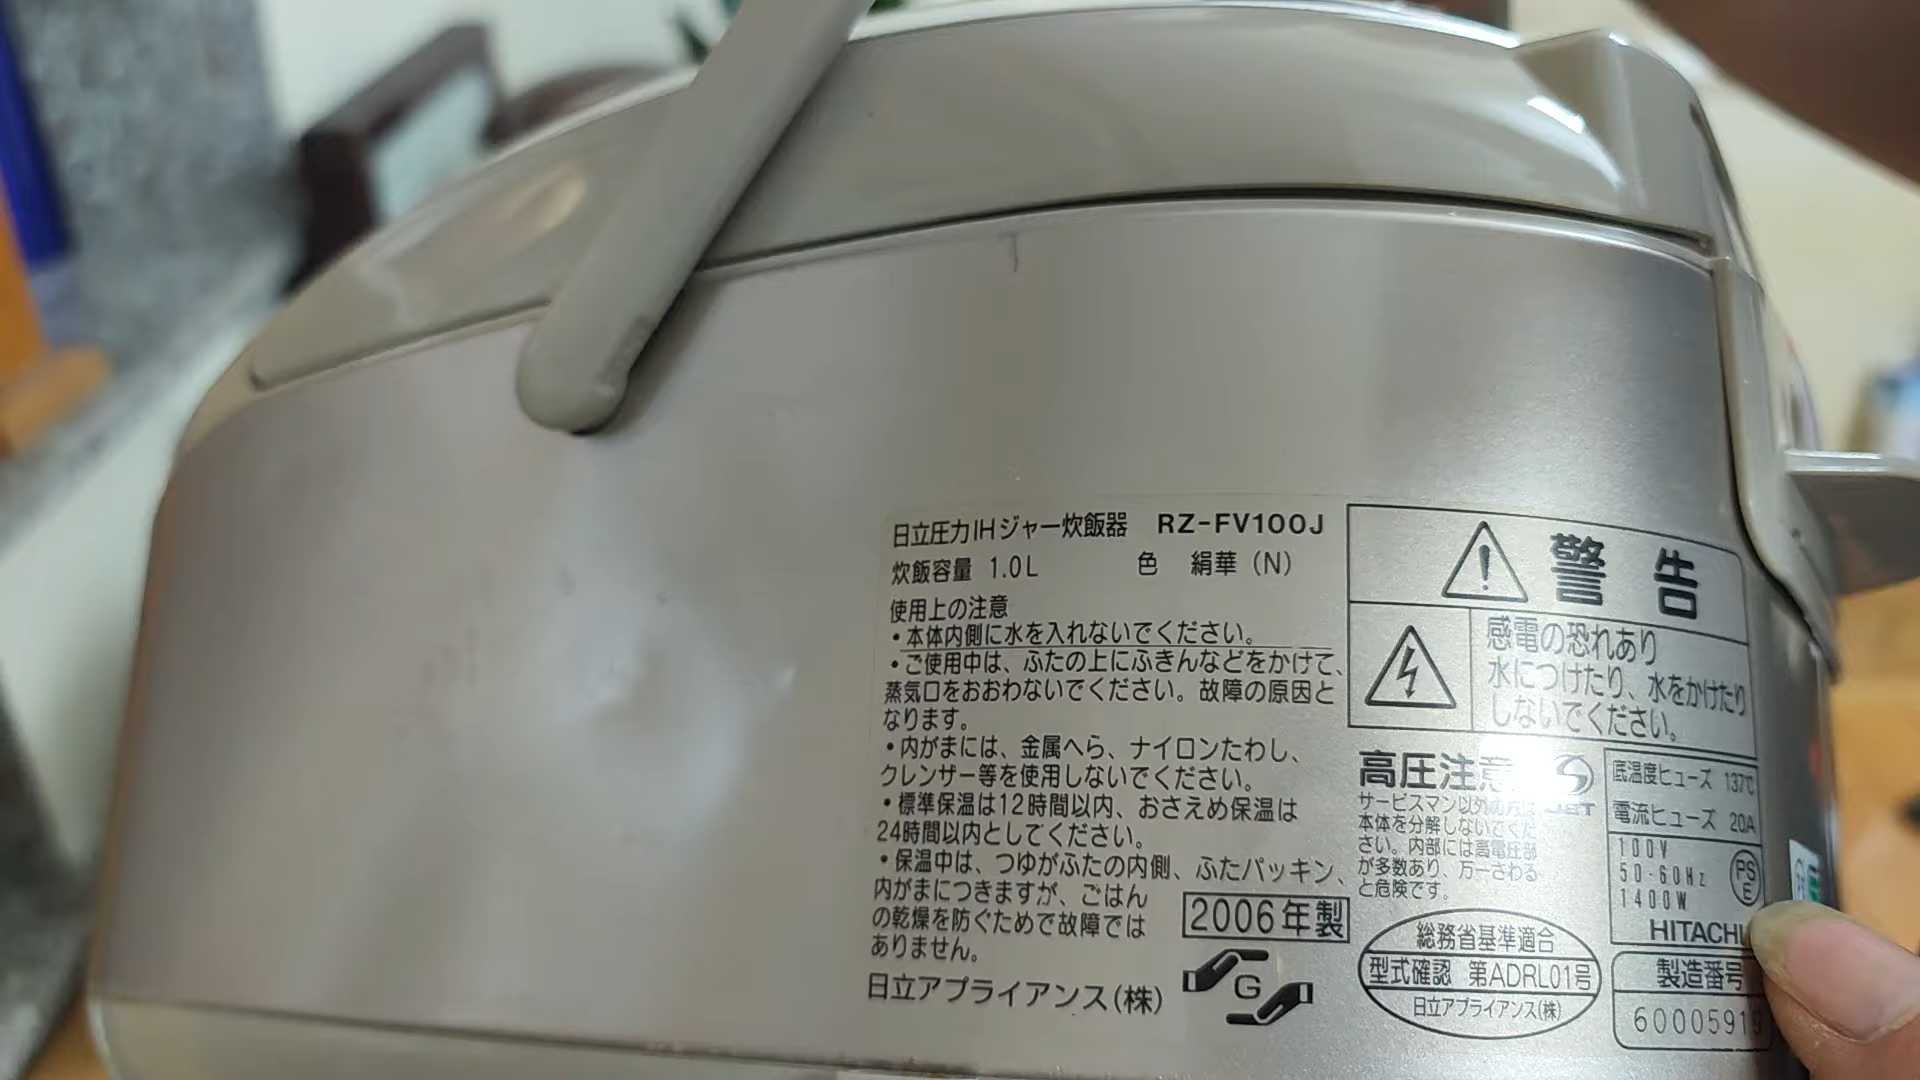 日立圧力IHジャー炊飯器 RZ-FV100J
炊飯容量 1.0L 色 絹華(N)
使用上の注意
・本体内側に水を入れないでください。
・ご使用中は、ふたの上にふきんなどをかけて、
蒸気口をおおわないでください。故障の原因と
なります。
・内がまには、金属へら、ナイロンたわし、
クレンザー等を使用しないでください。
・標準保温は12時間以内、おさえめ保温は
24時間以内としてください。
・保温中は、つゆがふたの内側、ふたパッキン、
内がまにつきますが、ごはん
の乾燥を防ぐためで故障では
ありません。
2006年製
日立アプライアンス(株)
G
警告
感電の恐れあり
水につけたり、水をかけたり
しないでください。
高圧注意
サービスマン以外の方は
本体を分解しないでくだ
さい。内部には高電圧部
が多数あり、万一さわる
と危険です。
JET
総務省基準適合
型式確認 第ADRL01号
日立アプライアンス(株)
底温度ヒューズ 137℃
電流ヒューズ 20A
100V
50-60Hz
1400W
PS
E
HITACHI
製造番号
6000591